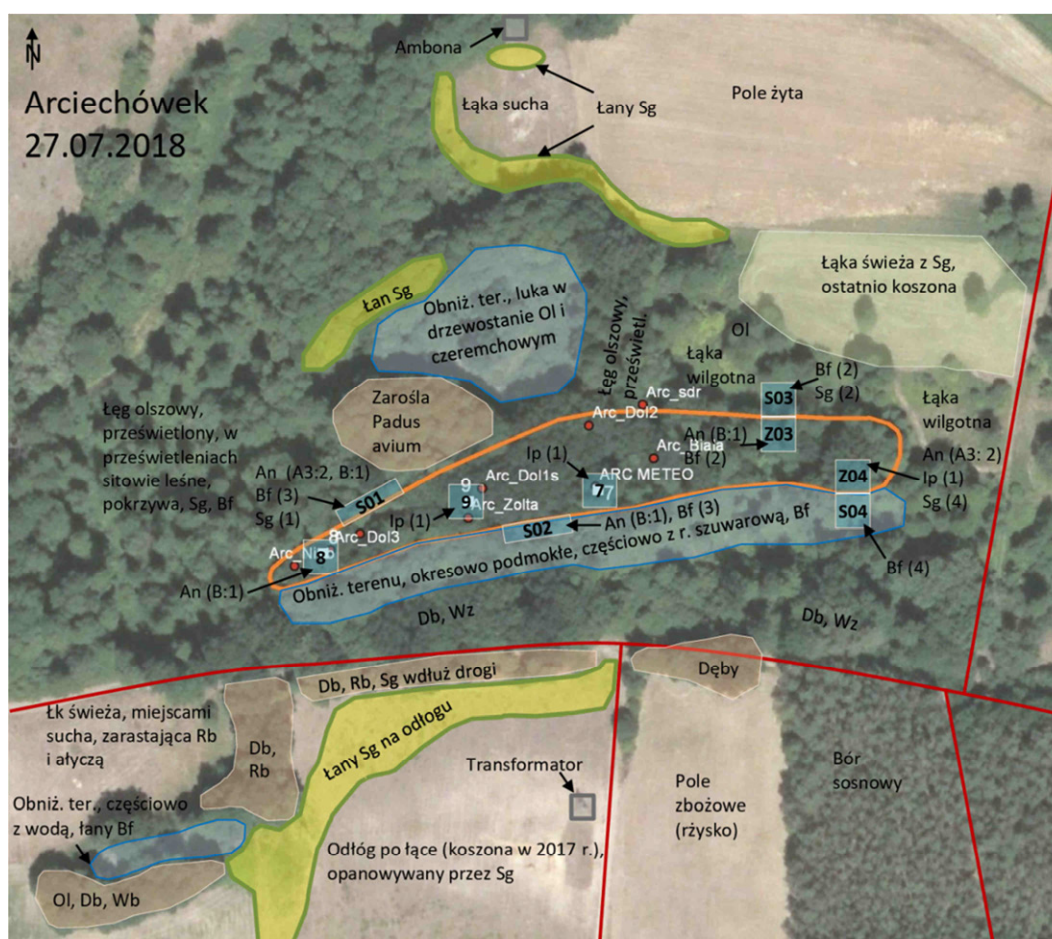 N
Arciechówek
27.07.2018
Ambona
Łąka sucha
Łany Sg
Pole żyta
Łan Sg
Obniż. ter., luka w
drzewostanie Ol i
czeremchowym
Łęg olszowy,
prześwietl.
Ol
Łąka
wilgotna
Łąka świeża z Sg,
ostatnio koszona
Łąka
wilgotna
Zarośla
Padus
avium
Łęg olszowy,
prześwietlony, w
prześwietleniach
sitowie leśne,
pokrzywa, Sg, Bf
An (A3:2, B:1)
Bf (3)
Sg (1)
S01
Arc_sdr
Arc_Dol2
Arc_Biala
An (B:1)
Bf (2)
S03
Z03
Bf (2)
Sg (2)
Ip (1)
ARC METEO
7
7
Arc_Dol1s
9
9
Arc_Zolta
Ip (1)
Z04
S04
An (A3: 2)
Ip (1)
Sg (4)
Bf (4)
S02
An (B:1), Bf (3)
8
Arc_Dol3
8
An (B:1)
Obniż. terenu, okresowo podmokłe, częściowo z r. szuwarową, Bf
Db, Wz
Db, Wz
Db, Rb, Sg wdłuż drogi
Dęby
Łk świeża, miejscami
sucha, zarastająca Rb
i ałyczą
Db,
Rb
Łany Sg na odłogu
Transformator
Pole
zbożowe
(rżysko)
Bór
sosnowy
Obniż. ter., częściowo
z wodą, łany Bf
Odłóg po łące (koszona w 2017 r.),
opanowywany przez Sg
Ol, Db, Wb